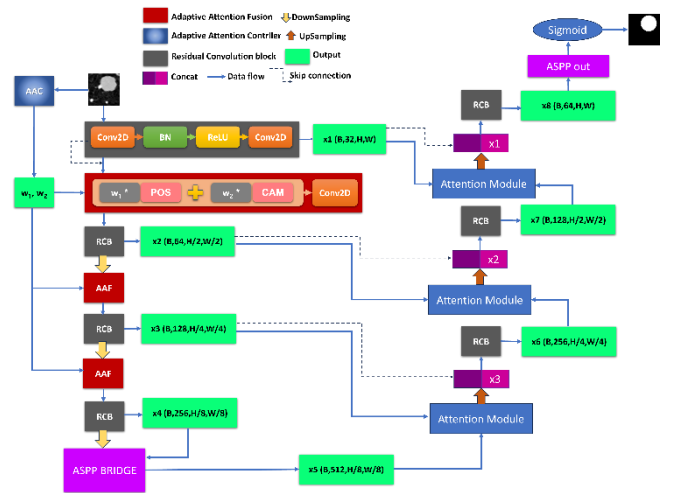 Adaptive Attention Fusion
DownSampling
Adaptive Attention Contrller
UpSampling
Residual Convolution block
Output
Concat
Data flow
Skip connection
Sigmoid
ASPP out
AAC
RCB
x8 (B,64,H,W)
Conv2D
BN
ReLU
Conv2D
x1 (B,32,H,W)
x1
Attention Module
w1, w2
w1 *
POS
w2 *
CAM
Conv2D
RCB
x7 (B,128,H/2,W/2)
RCB
x2 (B,64,H/2,W/2)
x2
AAF
Attention Module
RCB
x3 (B,128,H/4,W/4)
RCB
x6 (B,256,H/4,W/4)
AAF
x3
RCB
x4 (B,256,H/8,W/8)
Attention Module
ASPP BRIDGE
x5 (B,512,H/8,W/8)